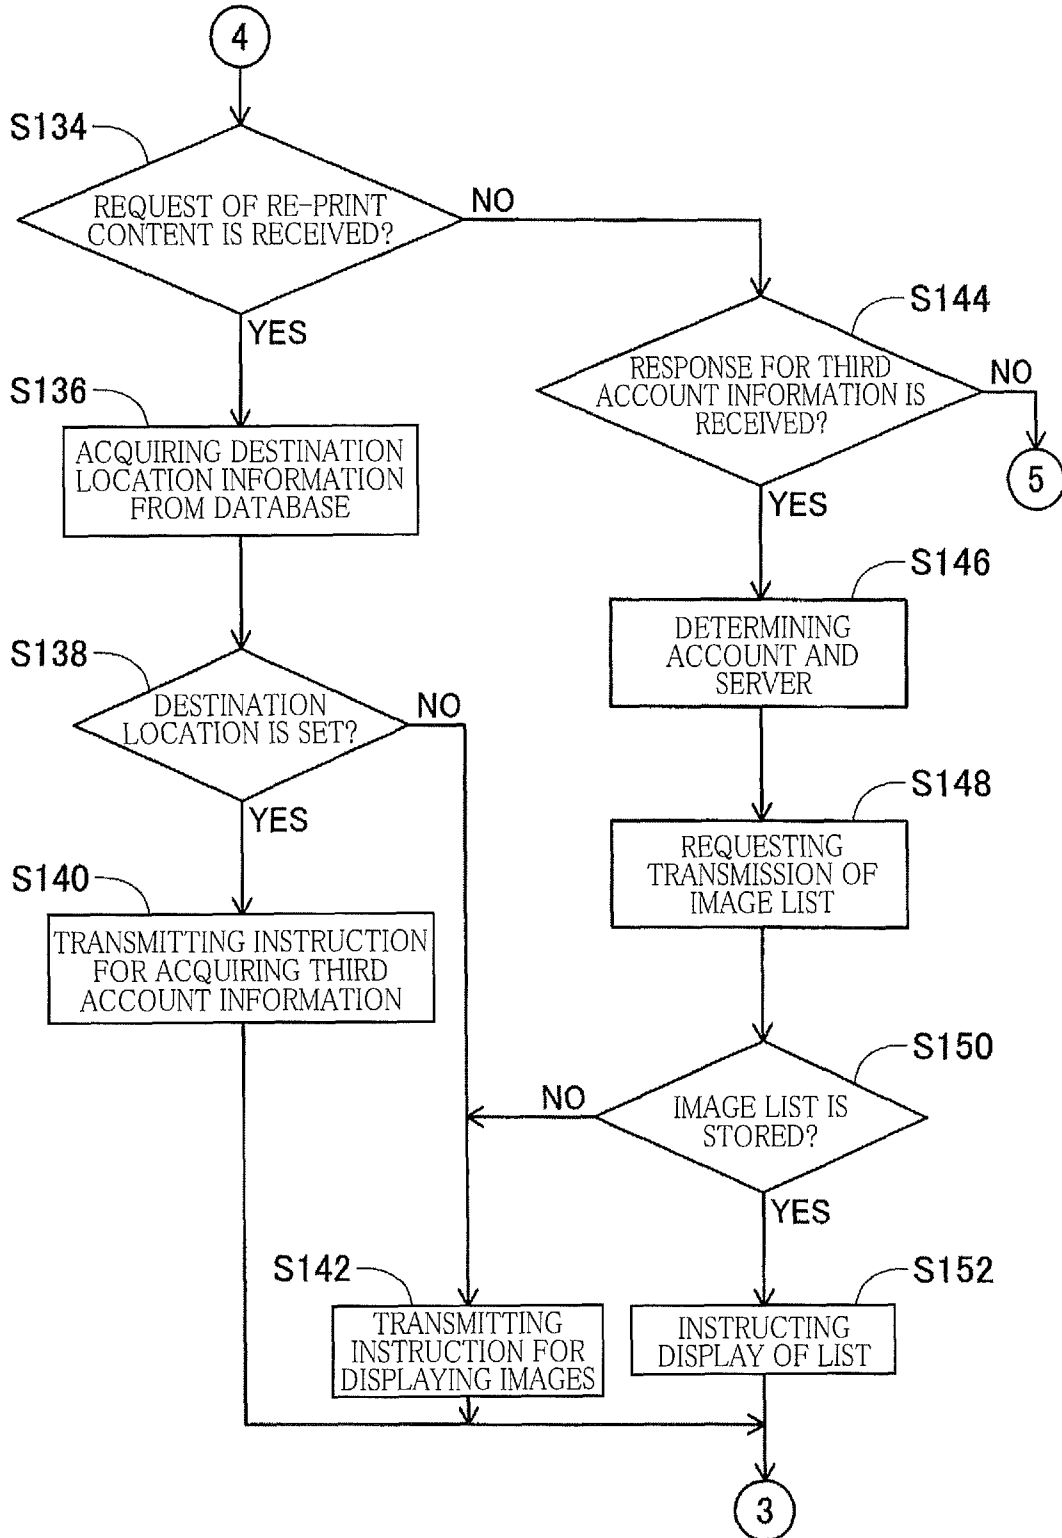 4
S134
REQUEST OF RE-PRINT
CONTENT IS RECEIVED?
NO
YES
S144
RESPONSE FOR THIRD
ACCOUNT INFORMATION IS
RECEIVED?
NO
5
YES
S136
ACQUIRING DESTINATION
LOCATION INFORMATION
FROM DATABASE
S146
DETERMINING
ACCOUNT AND
SERVER
S138
DESTINATION
LOCATION IS SET?
NO
YES
S148
REQUESTING
TRANSMISSION OF
IMAGE LIST
S140
TRANSMITTING INSTRUCTION
FOR ACQUIRING THIRD
ACCOUNT INFORMATION
S150
IMAGE LIST IS
STORED?
NO
YES
S142
TRANSMITTING
INSTRUCTION FOR
DISPLAYING IMAGES
S152
INSTRUCTING
DISPLAY OF LIST
3